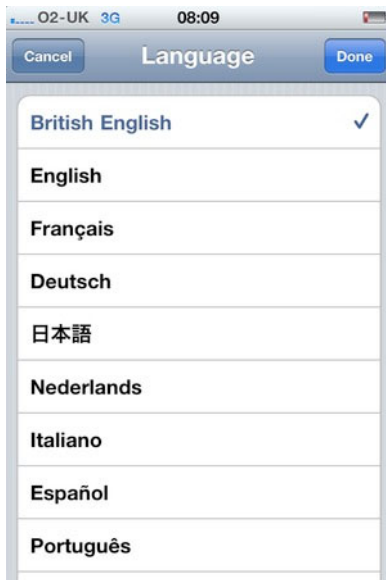 O2-UK 3G 08:09
Cancel Language Done
British English
English
Français
Deutsch
日本語
Nederlands
Italiano
Español
Português